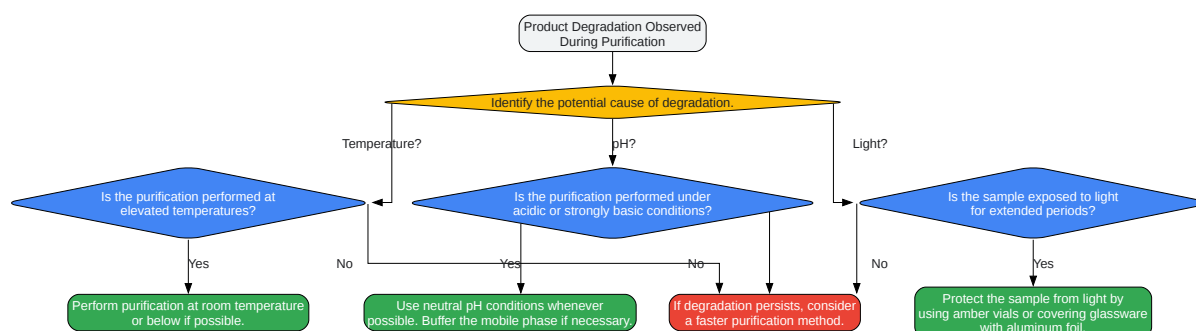 Product Degradation Observed
During Purification
Identify the potential cause of degradation.
Temperature?
pH?
Light?
Is the purification performed at
elevated temperatures?
Is the purification performed under
acidic or strongly basic conditions?
Is the sample exposed to light
for extended periods?
Yes
No
Yes
No
No
Yes
Perform purification at room temperature
or below if possible.
Use neutral pH conditions whenever
possible. Buffer the mobile phase if necessary.
If degradation persists, consider
a faster purification method.
Protect the sample from light by
using amber vials or covering glassware
with aluminum foil.